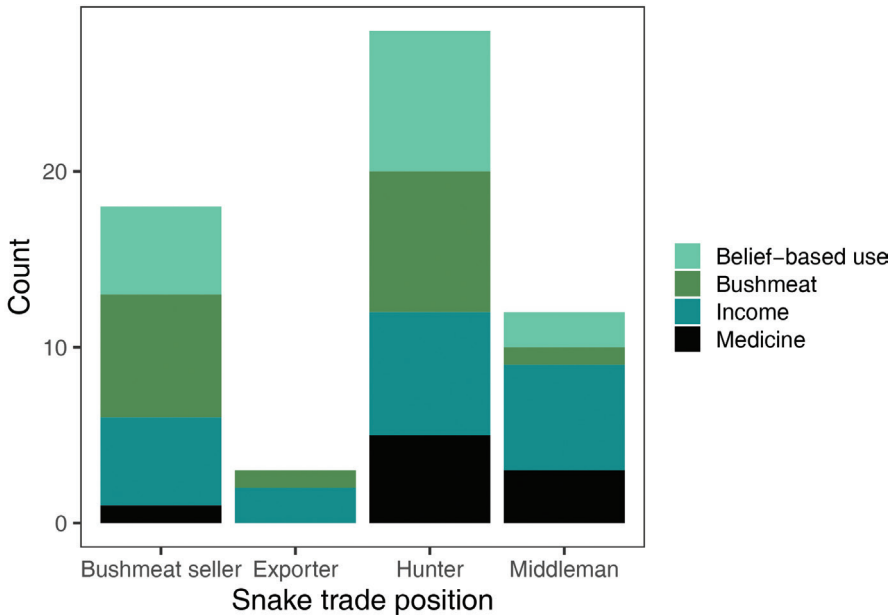 Count
20
10
0
Bushmeat seller Exporter Hunter Middleman
Snake trade position
Belief−based use
Bushmeat
Income
Medicine